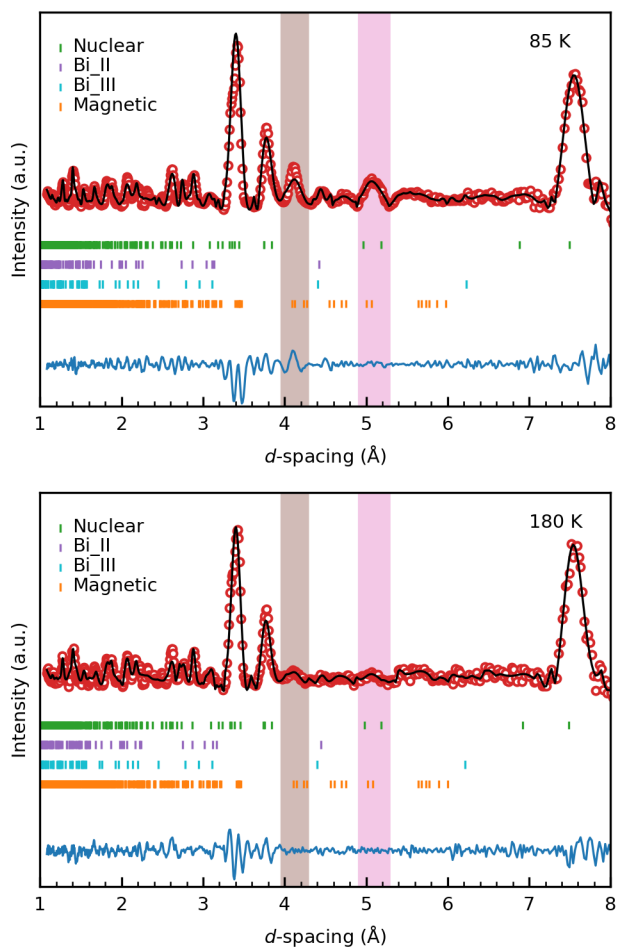 85 K
Nuclear
Bi_II
Bi_III
Magnetic
Intensity (a.u.)
1 2 3 4 5 6 7 8
d-spacing (Å)
180 K
Nuclear
Bi_II
Bi_III
Magnetic
Intensity (a.u.)
1 2 3 4 5 6 7 8
d-spacing (Å)